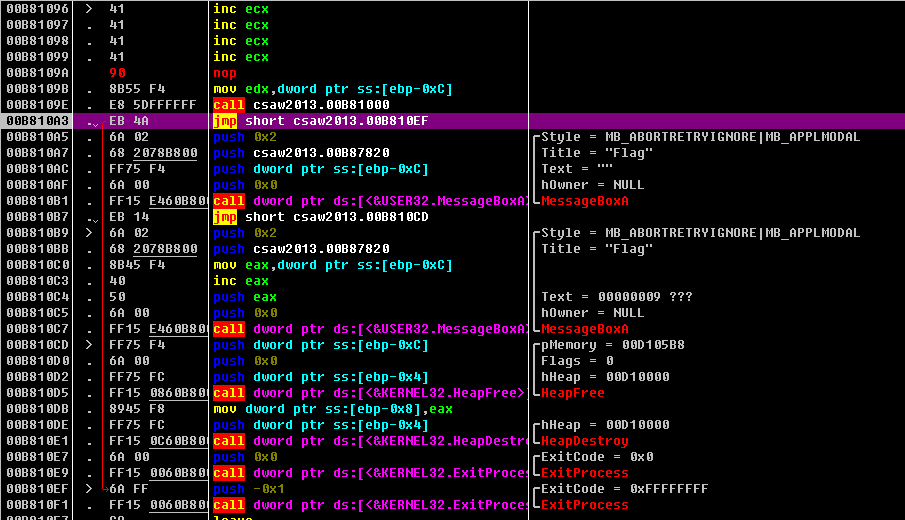 00B81096 > 41 inc ecx
00B81097 . 41 inc ecx
00B81098 . 41 inc ecx
00B81099 . 41 inc ecx
00B8109A 90 nop
00B8109B . 8B55 F4 mov edx,dword ptr ss:[ebp-0xC]
00B8109E . E8 5DFFFFFF call csaw2013.00B81000
00B810A3 . EB 4A jmp short csaw2013.00B810EF
00B810A5 . 6A 02 push 0x2 Style = MB_ABORTRETRYIGNORE|MB_APPLMODAL
00B810A7 . 68 2078B800 push csaw2013.00B87820 Title = "Flag"
00B810AC . FF75 F4 push dword ptr ss:[ebp-0xC] Text = ""
00B810AF . 6A 00 push 0x0 hOwner = NULL
00B810B1 . FF15 E460B800 call dword ptr ds:[<&USER32.MessageBoxA> MessageBoxA
00B810B7 . EB 14 jmp short csaw2013.00B810CD
00B810B9 > 6A 02 push 0x2 Style = MB_ABORTRETRYIGNORE|MB_APPLMODAL
00B810BB . 68 2078B800 push csaw2013.00B87820 Title = "Flag"
00B810C0 . 8B45 F4 mov eax,dword ptr ss:[ebp-0xC]
00B810C3 . 40 inc eax
00B810C4 . 50 push eax Text = 00000009 ???
00B810C5 . 6A 00 push 0x0 hOwner = NULL
00B810C7 . FF15 E460B800 call dword ptr ds:[<&USER32.MessageBoxA> MessageBoxA
00B810CD > FF75 F4 push dword ptr ss:[ebp-0xC] pMemory = 00D105B8
00B810D0 . 6A 00 push 0x0 Flags = 0
00B810D2 . FF75 FC push dword ptr ss:[ebp-0x4] hHeap = 00D10000
00B810D5 . FF15 0860B800 call dword ptr ds:[<&KERNEL32.HeapFree> HeapFree
00B810DB . 8945 F8 mov dword ptr ss:[ebp-0x8],eax
00B810DE . FF75 FC push dword ptr ss:[ebp-0x4] hHeap = 00D10000
00B810E1 . FF15 0C60B800 call dword ptr ds:[<&KERNEL32.HeapDestr HeapDestroy
00B810E7 . 6A 00 push 0x0 ExitCode = 0x0
00B810E9 . FF15 0060B800 call dword ptr ds:[<&KERNEL32.ExitProce ExitProcess
00B810EF > 6A FF push -0x1 ExitCode = 0xFFFFFFFF
00B810F1 . FF15 0060B800 call dword ptr ds:[<&KERNEL32.ExitProce ExitProcess